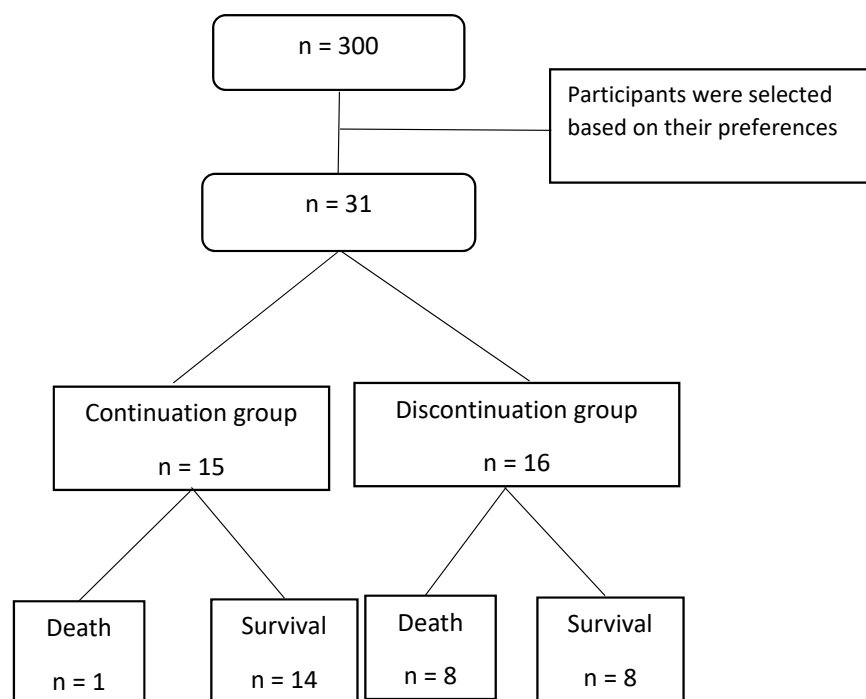 n = 300
Participants were selected
based on their preferences
n = 31
Continuation group
n = 15
Discontinuation group
n = 16
Death
n = 1
Survival
n = 14
Death
n = 8
Survival
n = 8